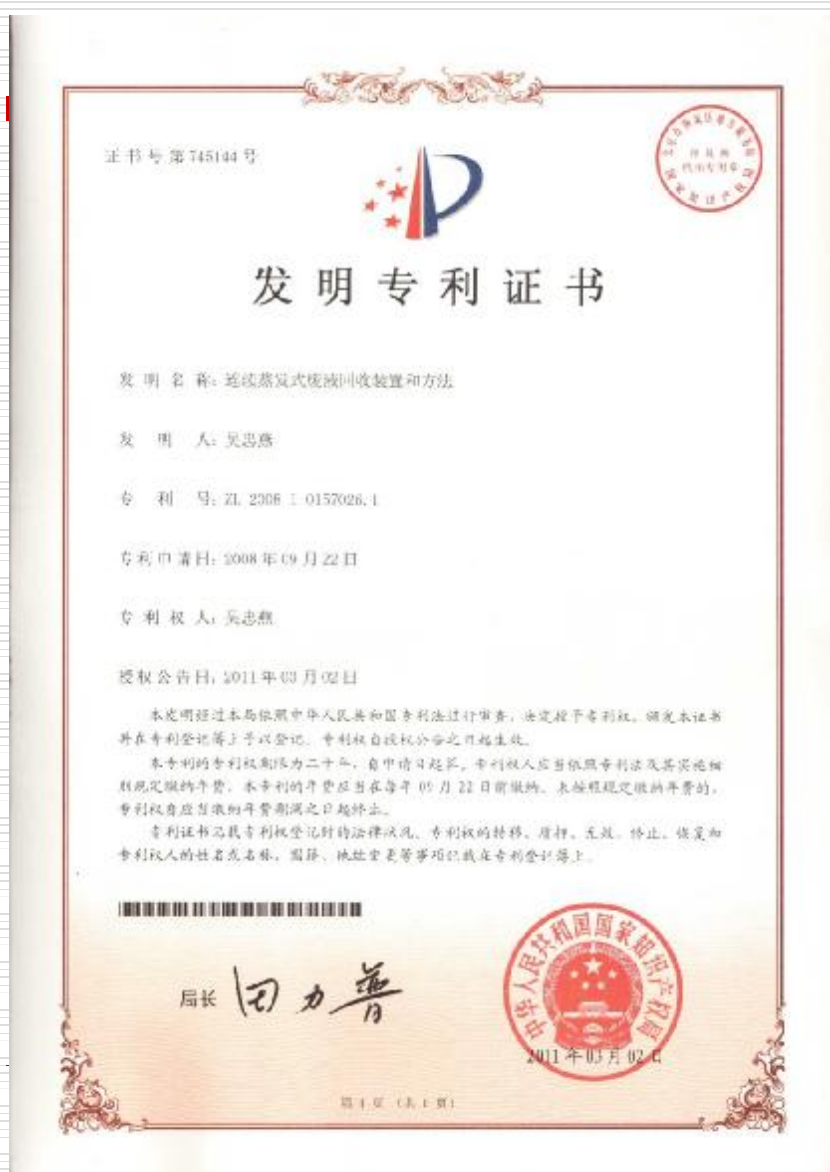 证书号第745144号
发明专利证书
发明名称：连续蒸发式废液回收装置和方法
发明人：吴忠燕
专利号：ZL 2008 1 0157026.1
专利申请日：2008年09月22日
专利权人：吴忠燕
授权公告日：2011年03月02日
本发明经过本局依照中华人民共和国专利法进行审查，决定授予专利权，颁发本证书
并在专利登记簿上予以登记。专利权自授权公告之日起生效。
本专利的专利权期限为二十年，自申请日起算。专利权人应当依照专利法及其实施细
则规定缴纳年费。本专利的年费应当在每年09月22日前缴纳。未按照规定缴纳年费的，
专利权自应当缴纳年费期满之日起终止。
专利证书记载专利权登记时的法律状况。专利权的转移、质押、无效、终止、恢复和
专利权人的姓名或名称、国籍、地址变更等事项记载在专利登记簿上。
局长 田力普
中华人民共和国国家知识产权局
2011年03月02日
第1页（共1页）